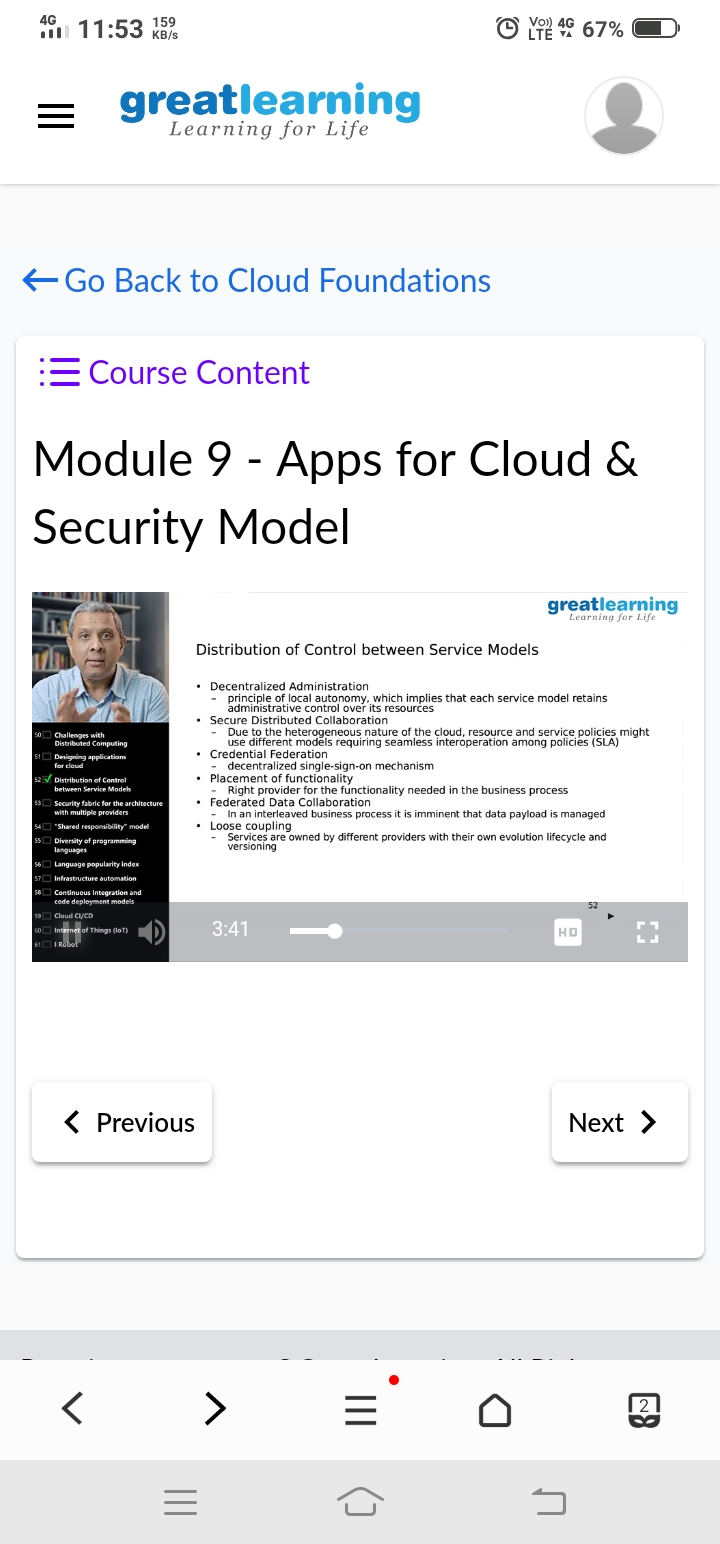 4G 11:53 159 KB/s Vo)) LTE 4G 67%
greatlearning
Learning for Life
Go Back to Cloud Foundations
Course Content
Module 9 - Apps for Cloud &
Security Model
greatlearning
Learning for Life
Distribution of Control between Service Models
• Decentralized Administration
– principle of local autonomy, which implies that each service model retains
administrative control over its resources
• Secure Distributed Collaboration
– Due to the heterogeneous nature of the cloud, resource and service policies might
use different models requiring seamless interoperation among policies (SLA)
• Credential Federation
– decentralized single-sign-on mechanism
• Placement of functionality
– Right provider for the functionality needed in the business process
• Federated Data Collaboration
– In an interleaved business process it is imminent that data payload is managed
• Loose coupling
– Services are owned by different providers with their own evolution lifecycle and
versioning
50 Challenges with
Distributed Computing
51 Designing applications
for cloud
52 Distribution of Control
between Service Models
53 Security fabric for the architecture
with multiple providers
54 "Shared responsibility" model
55 Diversity of programming
languages
56 Language popularity index
57 Infrastructure automation
58 Continuous Integration and
code deployment models
59 Cloud CI/CD
60 Internet of Things (IoT)
61 I Robot
52
3:41
HD
Previous
Next
2